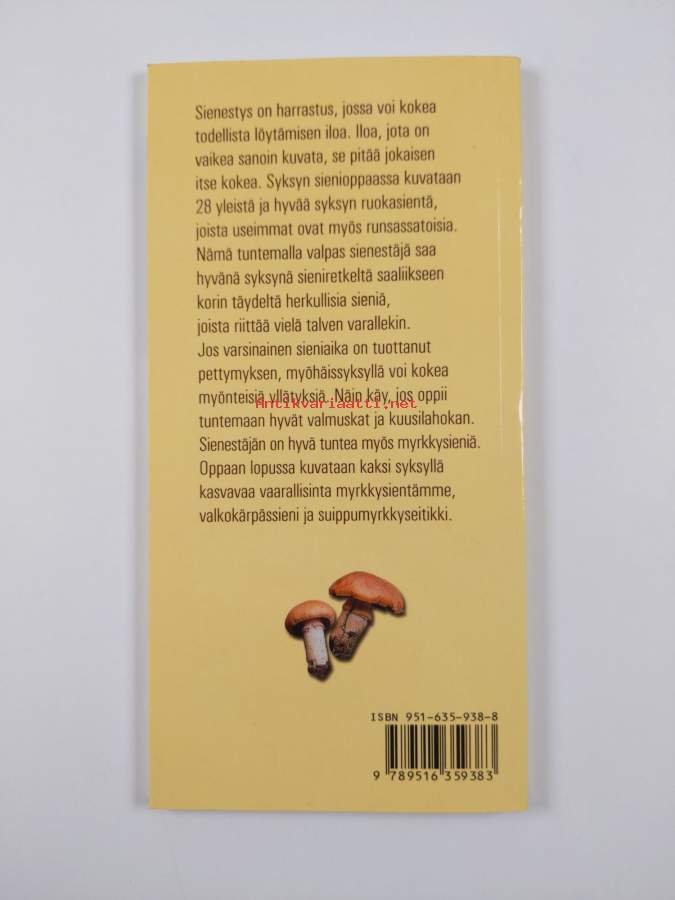 Sienestys on harrastus, jossa voi kokea
todellista löytämisen iloa. Iloa, jota on
vaikea sanoin kuvata, se pitää jokaisen
itse kokea. Syksyn sienioppaassa kuvataan
28 yleistä ja hyvää syksyn ruokasientä,
joista useimmat ovat myös runsassatoisia.
Nämä tuntemalla valpas sienestäjä saa
hyvänä syksynä sieniretkeltä saaliikseen
korin täydeltä herkullisia sieniä,
joista riittää vielä talven varallekin.
Jos varsinainen sieniaika on tuottanut
pettymyksen, myöhäissyksyllä voi kokea
myönteisiä yllätyksiä. Näin käy, jos oppii
Antikvariaatti.net
tuntemaan hyvät valmuskat ja kuusilahokan.
Sienestäjän on hyvä tuntea myös myrkkysieniä.
Oppaan lopussa kuvataan kaksi syksyllä
kasvavaa vaarallisinta myrkkysientämme,
valkokärpässieni ja suippumyrkkyseitikki.
ISBN 951-635-938-8
9 789516 359383